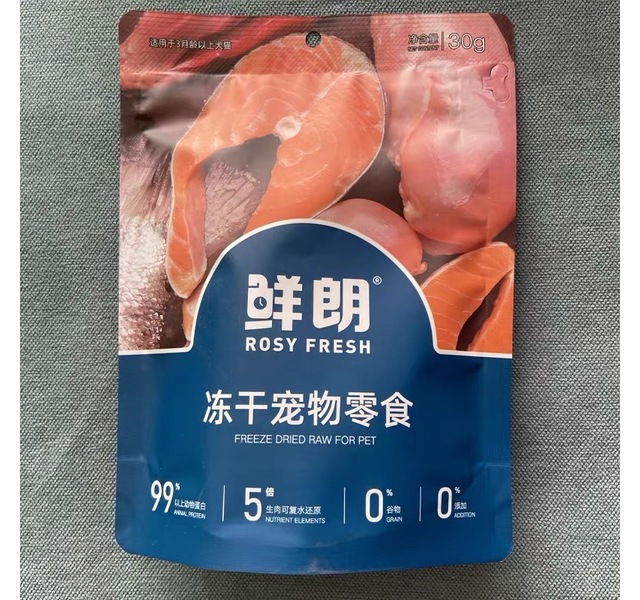 适用于3月龄以上犬猫
净含量 30g
NET CONTENT
鲜朗®
ROSY FRESH
冻干宠物零食
FREEZE DRIED RAW FOR PET
99%
以上动物蛋白
ANIMAL PROTEIN
5倍
生肉可复水还原
NUTRIENT ELEMENTS
0%
谷物
GRAIN
0%
添加
ADDITION